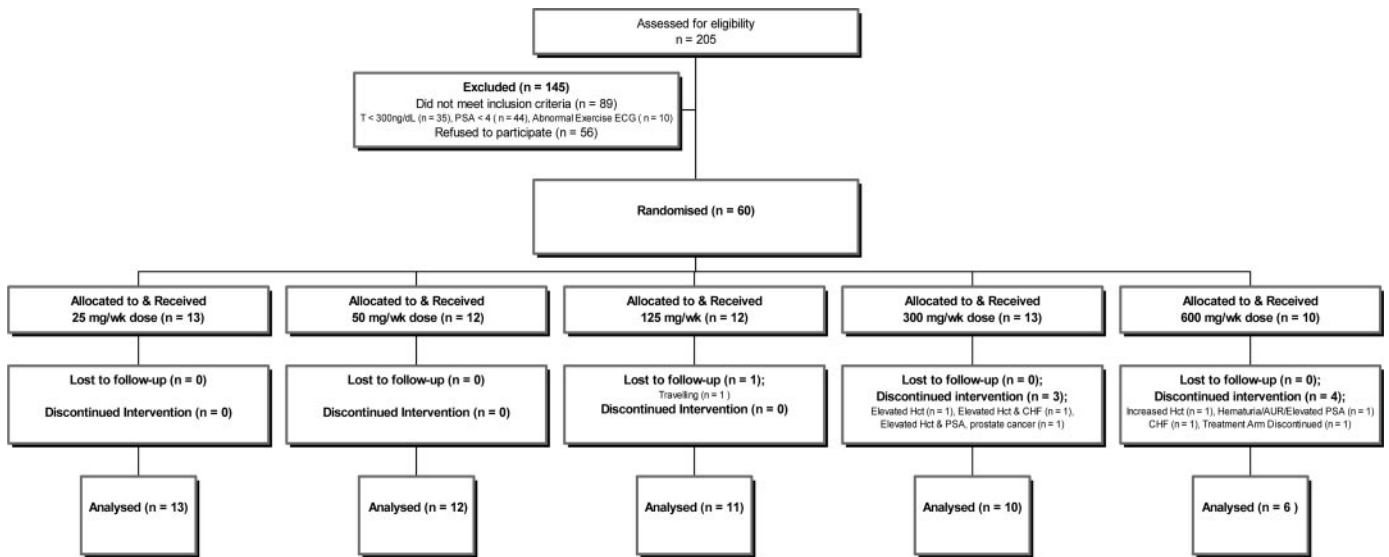 Assessed for eligibility
n = 205
Excluded (n = 145)
Did not meet inclusion criteria (n = 89)
T < 300ng/dL (n = 35), PSA < 4 ( n = 44), Abnormal Exercise ECG ( n = 10)
Refused to participate (n = 56)
Randomised (n = 60)
Allocated to & Received
25 mg/wk dose (n = 13)
Allocated to & Received
50 mg/wk dose (n = 12)
Allocated to & Received
125 mg/wk (n = 12)
Allocated to & Received
300 mg/wk dose (n = 13)
Allocated to & Received
600 mg/wk dose (n = 10)
Lost to follow-up (n = 0)
Discontinued Intervention (n = 0)
Lost to follow-up (n = 0)
Discontinued Intervention (n = 0)
Lost to follow-up (n = 1);
Travelling (n = 1 )
Discontinued Intervention (n = 0)
Lost to follow-up (n = 0);
Discontinued intervention (n = 3);
Elevated Hct (n = 1), Elevated Hct & CHF (n = 1),
Elevated Hct & PSA, prostate cancer (n = 1)
Lost to follow-up (n = 0);
Discontinued intervention (n = 4);
Increased Hct (n = 1), Hematuria/AUR/Elevated PSA (n = 1)
CHF (n = 1), Treatment Arm Discontinued (n = 1)
Analysed (n = 13)
Analysed (n = 12)
Analysed (n = 11)
Analysed (n = 10)
Analysed (n = 6 )